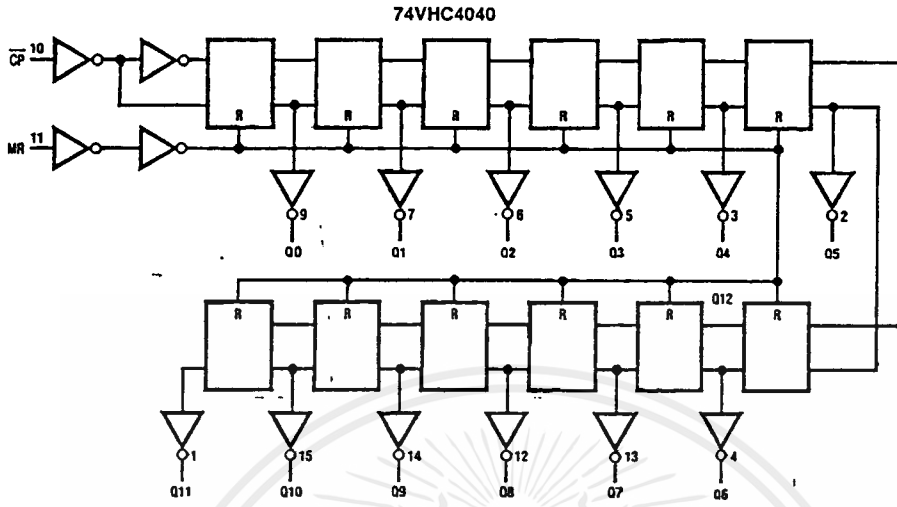 74VHC4040
CP 10
R R R R R R
MR 11
9 7 6 5 3 2
Q0 Q1 Q2 Q3 Q4 Q5
Q12
R R R R R R
1 15 14 12 13 4
Q11 Q10 Q9 Q8 Q7 Q6